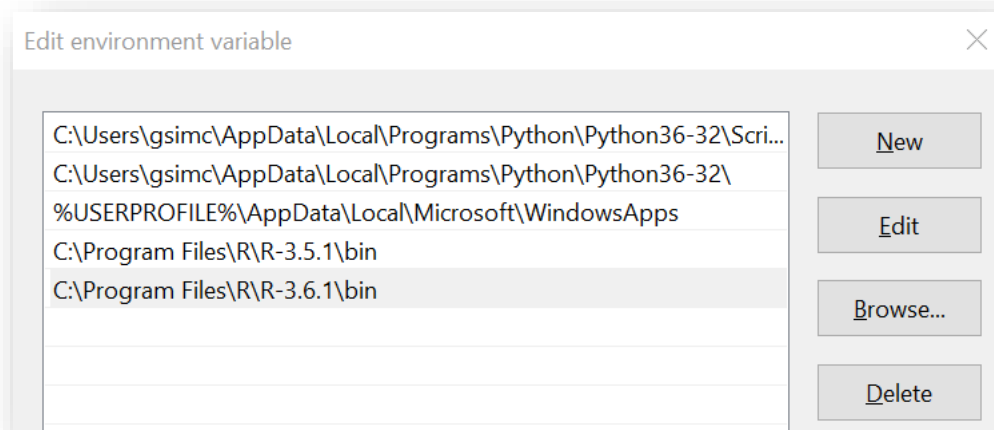 Edit environment variable
C:\Users\gsimc\AppData\Local\Programs\Python\Python36-32\Scri...
New
C:\Users\gsimc\AppData\Local\Programs\Python\Python36-32\
%USERPROFILE%\AppData\Local\Microsoft\WindowsApps
Edit
C:\Program Files\R\R-3.5.1\bin
C:\Program Files\R\R-3.6.1\bin
Browse...
Delete